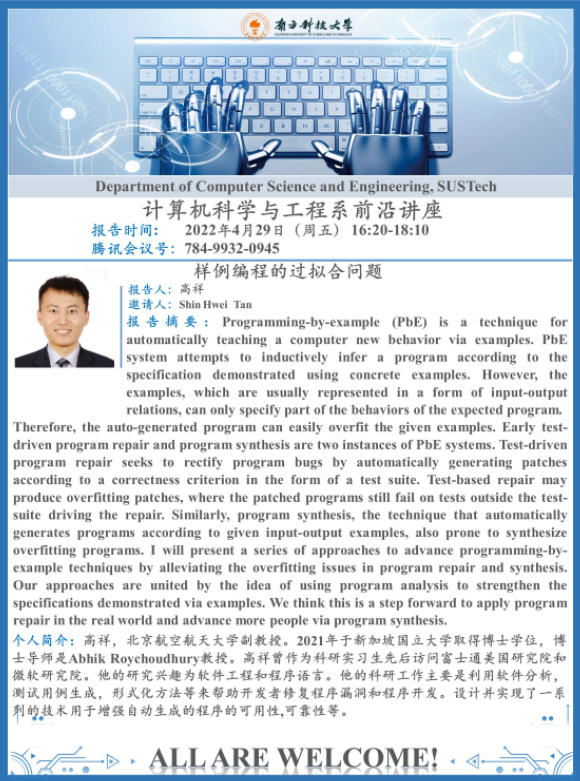 南方科技大学
SOUTHERN UNIVERSITY OF SCIENCE AND TECHNOLOGY
Department of Computer Science and Engineering, SUSTech
计算机科学与工程系前沿讲座
报告时间： 2022年4月29日（周五）16:20-18:10
腾讯会议号：784-9932-0945
样例编程的过拟合问题
报告人：高祥
邀请人：Shin Hwei Tan
报告摘要：Programming-by-example (PbE) is a technique for
automatically teaching a computer new behavior via examples. PbE
system attempts to inductively infer a program according to the
specification demonstrated using concrete examples. However, the
examples, which are usually represented in a form of input-output
relations, can only specify part of the behaviors of the expected program.
Therefore, the auto-generated program can easily overfit the given examples. Early test-
driven program repair and program synthesis are two instances of PbE systems. Test-driven
program repair seeks to rectify program bugs by automatically generating patches
according to a correctness criterion in the form of a test suite. Test-based repair may
produce overfitting patches, where the patched programs still fail on tests outside the test-
suite driving the repair. Similarly, program synthesis, the technique that automatically
generates programs according to given input-output examples, also prone to synthesize
overfitting programs. I will present a series of approaches to advance programming-by-
example techniques by alleviating the overfitting issues in program repair and synthesis.
Our approaches are united by the idea of using program analysis to strengthen the
specifications demonstrated via examples. We think this is a step forward to apply program
repair in the real world and advance more people via program synthesis.
个人简介：高祥，北京航空航天大学副教授。2021年于新加坡国立大学取得博士学位，博
士导师是Abhik Roychoudhury教授。高祥曾作为科研实习生先后访问富士通美国研究院和
微软研究院。他的研究兴趣为软件工程和程序语言。他的科研工作主要是利用软件分析，
测试用例生成，形式化方法等来帮助开发者修复程序漏洞和程序开发。设计并实现了一系
列的技术用于增强自动生成的程序的可用性,可靠性等。
ALL ARE WELCOME!